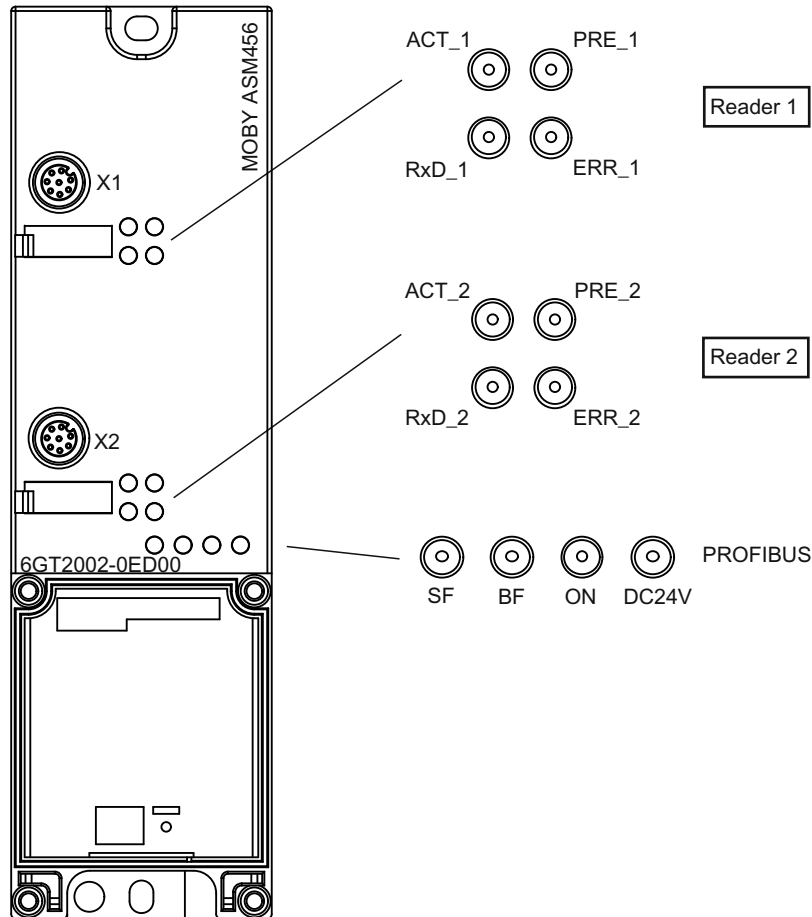 MOBY ASM456
X1
X2
6GT2002-0ED00
ACT_1 PRE_1
RxD_1 ERR_1
Reader 1
ACT_2 PRE_2
RxD_2 ERR_2
Reader 2
SF BF ON DC24V
PROFIBUS